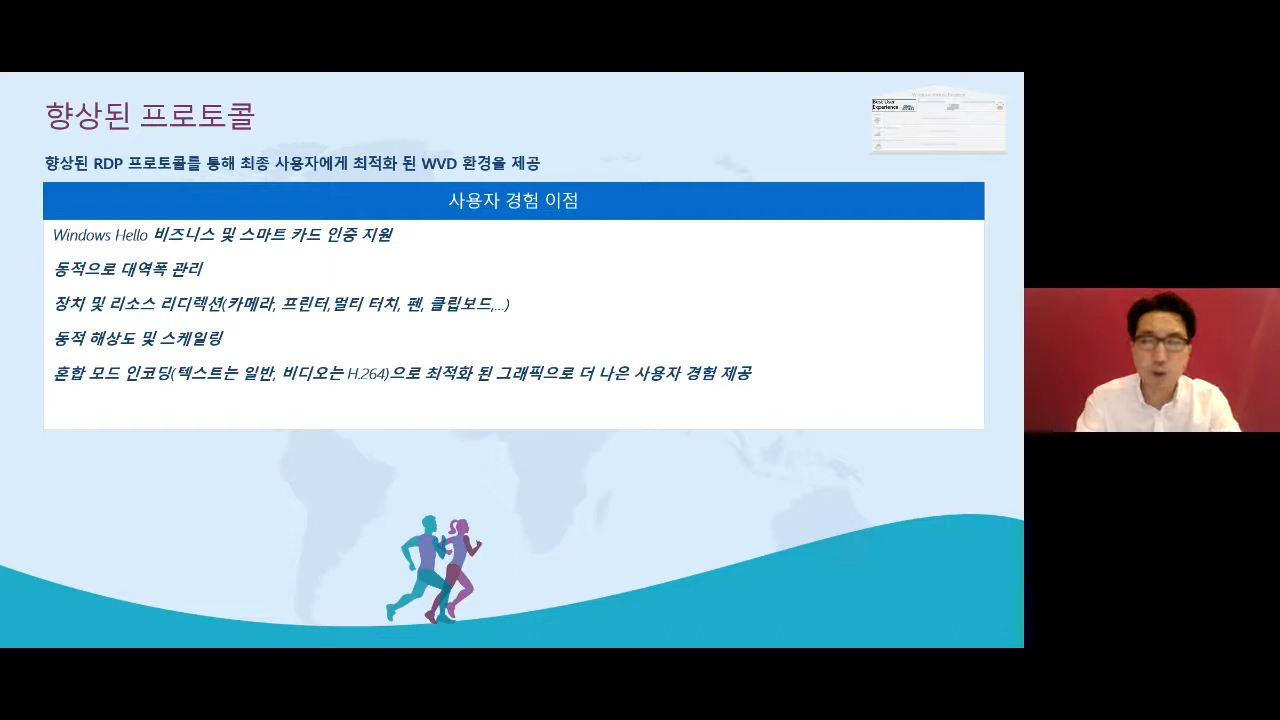 향상된 프로토콜
Best User
Experience
향상된 RDP 프로토콜를 통해 최종 사용자에게 최적화 된 WVD 환경을 제공
사용자 경험 이점
Windows Hello 비즈니스 및 스마트 카드 인증 지원
동적으로 대역폭 관리
장치 및 리소스 리디렉션(카메라, 프린터,멀티 터치, 펜, 클립보드,...)
동적 해상도 및 스케일링
혼합 모드 인코딩(텍스트는 일반, 비디오는 H.264)으로 최적화 된 그래픽으로 더 나은 사용자 경험 제공